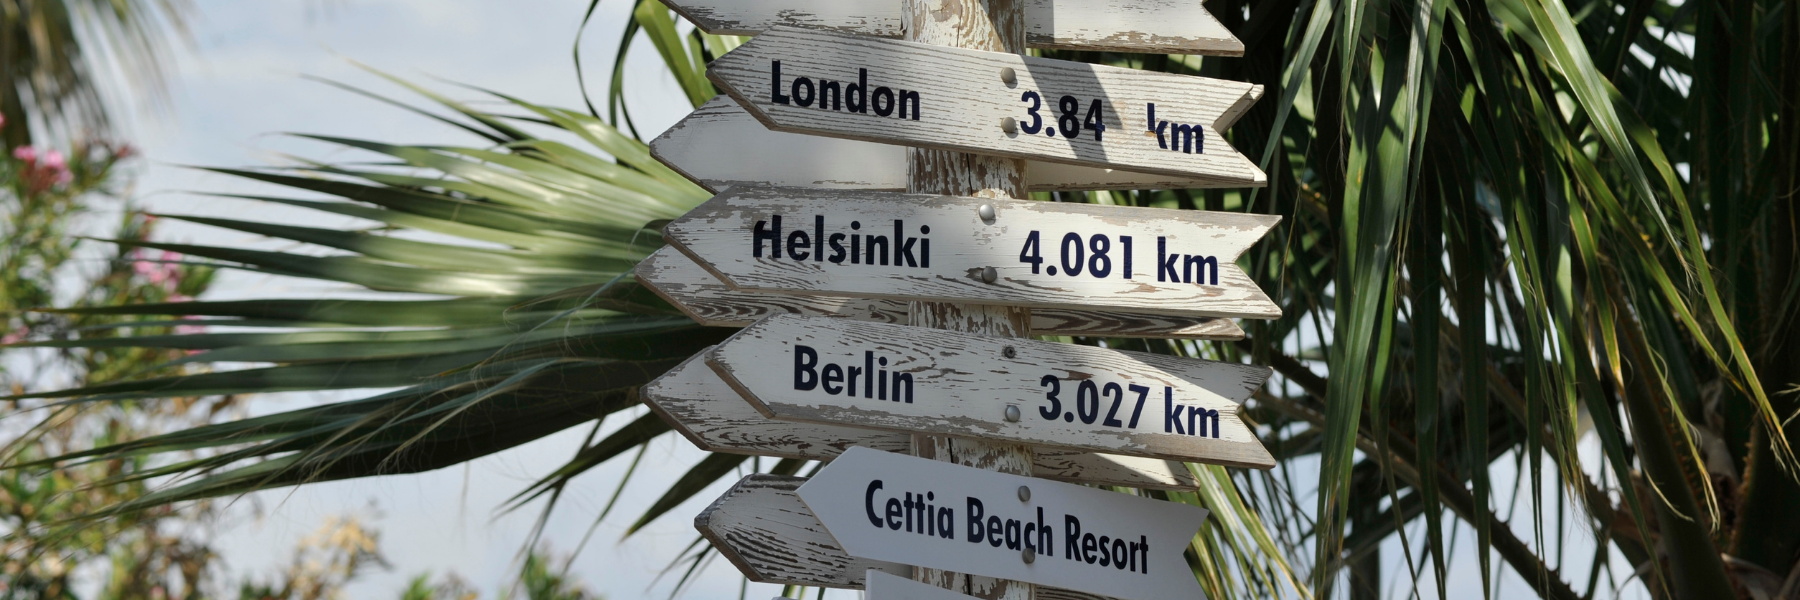 London 3.84 km
Helsinki 4.081 km
Berlin 3.027 km
Cettia Beach Resort